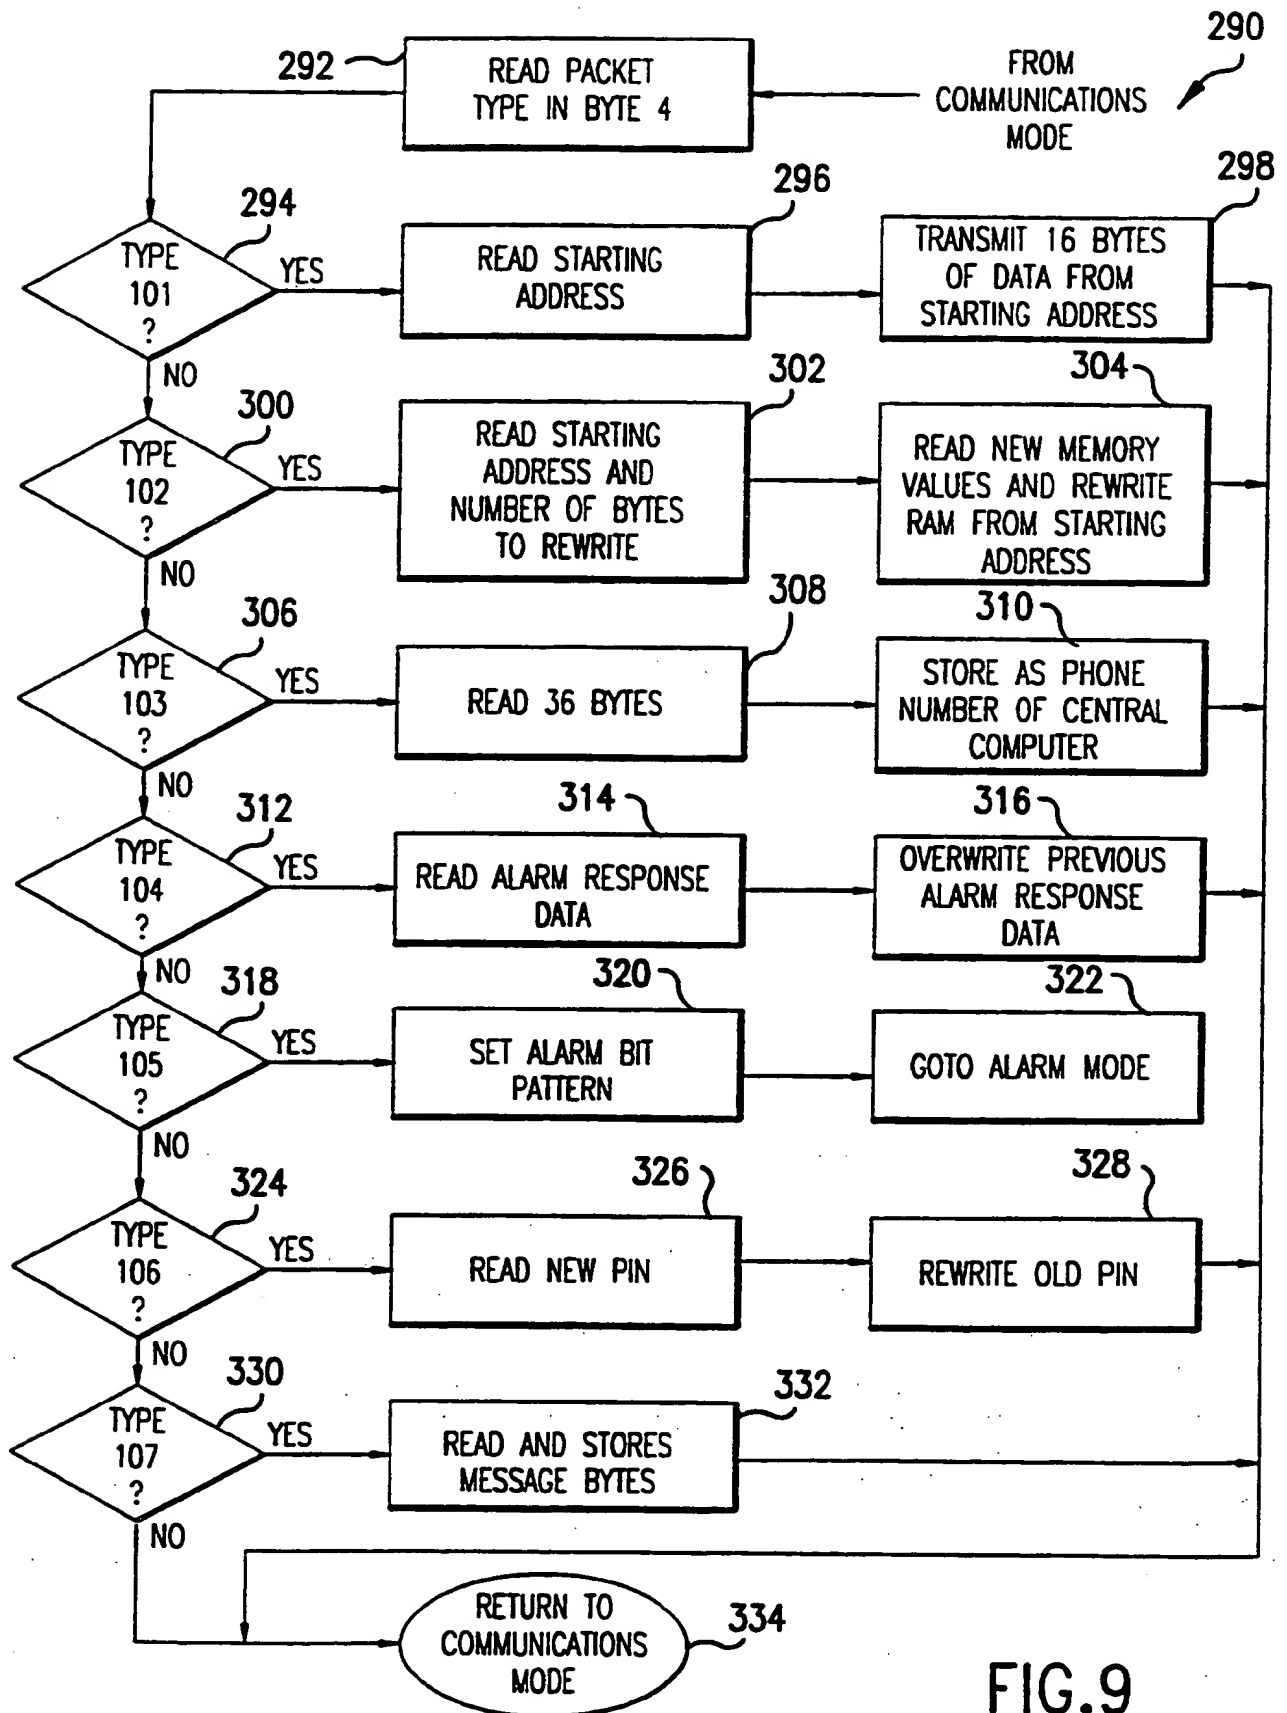 290
292
READ PACKET
TYPE IN BYTE 4
FROM
COMMUNICATIONS
MODE
294
TYPE
101
?
YES
NO
296
READ STARTING
ADDRESS
298
TRANSMIT 16 BYTES
OF DATA FROM
STARTING ADDRESS
300
TYPE
102
?
YES
NO
302
READ STARTING
ADDRESS AND
NUMBER OF BYTES
TO REWRITE
304
READ NEW MEMORY
VALUES AND REWRITE
RAM FROM STARTING
ADDRESS
306
TYPE
103
?
YES
NO
308
READ 36 BYTES
310
STORE AS PHONE
NUMBER OF CENTRAL
COMPUTER
312
TYPE
104
?
YES
NO
314
READ ALARM RESPONSE
DATA
316
OVERWRITE PREVIOUS
ALARM RESPONSE
DATA
318
TYPE
105
?
YES
NO
320
SET ALARM BIT
PATTERN
322
GOTO ALARM MODE
324
TYPE
106
?
YES
NO
326
READ NEW PIN
328
REWRITE OLD PIN
330
TYPE
107
?
YES
NO
332
READ AND STORES
MESSAGE BYTES
RETURN TO
COMMUNICATIONS
MODE
334
FIG.9